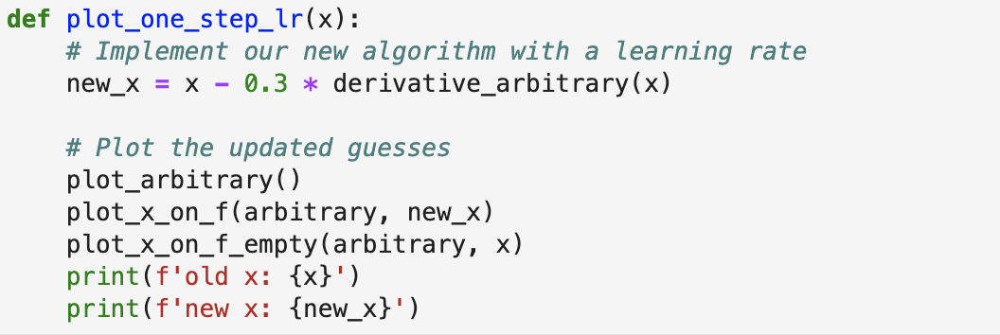 def plot_one_step_lr(x):
    # Implement our new algorithm with a learning rate
    new_x = x - 0.3 * derivative_arbitrary(x)

    # Plot the updated guesses
    plot_arbitrary()
    plot_x_on_f(arbitrary, new_x)
    plot_x_on_f_empty(arbitrary, x)
    print(f'old x: {x}')
    print(f'new x: {new_x}')